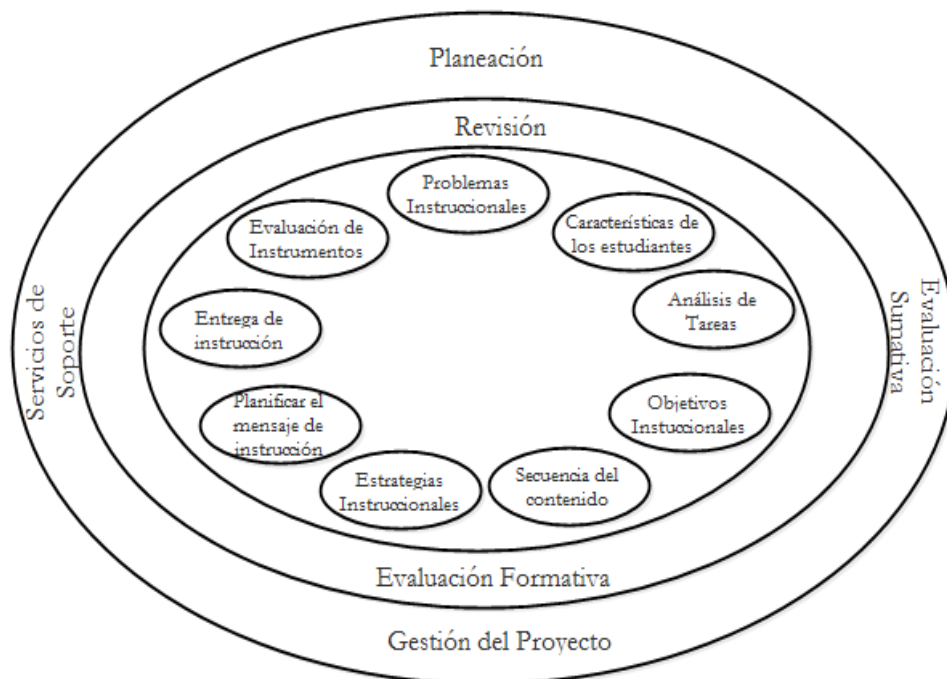 Planeación
Revisión
Problemas
Instruccionales
Características de
los estudiantes
Análisis de
Tareas
Objetivos
Instuccionales
Secuencia del
contenido
Estrategias
Instruccionales
Planificar el
mensaje de
instrucción
Entrega de
instrucción
Evaluación de
Instrumentos
Evaluación Formativa
Gestión del Proyecto
Servicios de
Soporte
Evaluación
Sumativa